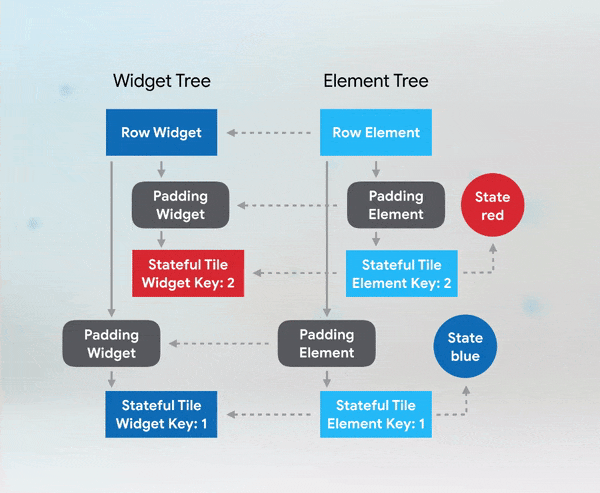 Widget Tree
Element Tree
Row Widget
Row Element
Padding
Widget
Padding
Element
State
red
Stateful Tile
Widget Key: 2
Stateful Tile
Element Key: 2
Padding
Widget
Padding
Element
State
blue
Stateful Tile
Widget Key: 1
Stateful Tile
Element Key: 1